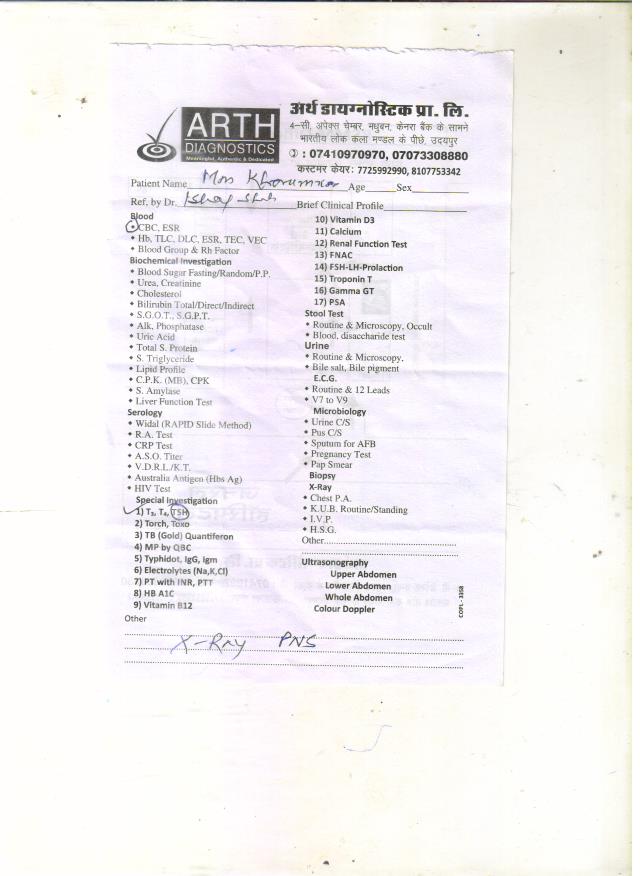 ARTH
DIAGNOSTICS
Meaningful, Authentic & Dedicated
अर्थ डायग्नोस्टिक प्रा. लि.
4–सी, अपेक्स चेम्बर, मधुबन, केनरा बैंक के सामने
भारतीय लोक कला मण्डल के पीछे, उदयपुर
: 07410970970, 07073308880
कस्टमर केयर: 7725992990, 8107753342
Patient Name Age Sex
Ref, by Dr. Brief Clinical Profile
Blood
CBC, ESR
Hb, TLC, DLC, ESR, TEC, VEC
Blood Group & Rh Factor
Biochemical Investigation
Blood Sugar Fasting/Random/P.P.
Urea, Creatinine
Cholesterol
Bilirubin Total/Direct/Indirect
S.G.O.T., S.G.P.T.
Alk, Phosphatase
Uric Acid
Total S. Protein
S. Triglyceride
Lipid Profile
C.P.K. (MB), CPK
S. Amylase
Liver Function Test
Serology
Widal (RAPID Slide Method)
R.A. Test
CRP Test
A.S.O. Titer
V.D.R.L./K.T.
Australia Antigen (Hbs Ag)
HIV Test
Special Investigation
1) T3, T4, TSH
2) Torch, Toxo
3) TB (Gold) Quantiferon
4) MP by QBC
5) Typhidot, IgG, Igm
6) Electrolytes (Na,K,Cl)
7) PT with INR, PTT
8) HB A1C
9) Vitamin B12
10) Vitamin D3
11) Calcium
12) Renal Function Test
13) FNAC
14) FSH-LH-Prolaction
15) Troponin T
16) Gamma GT
17) PSA
Stool Test
Routine & Microscopy, Occult
Blood, disaccharide test
Urine
Routine & Microscopy.
Bile salt, Bile pigment
E.C.G.
Routine & 12 Leads
V7 to V9
Microbiology
Urine C/S
Pus C/S
Sputum for AFB
Pregnancy Test
Pap Smear
Biopsy
X-Ray
Chest P.A.
K.U.B. Routine/Standing
I.V.P.
H.S.G.
Other
Ultrasonography
Upper Abdomen
Lower Abdomen
Whole Abdomen
Colour Doppler
Other
X-Ray PNS